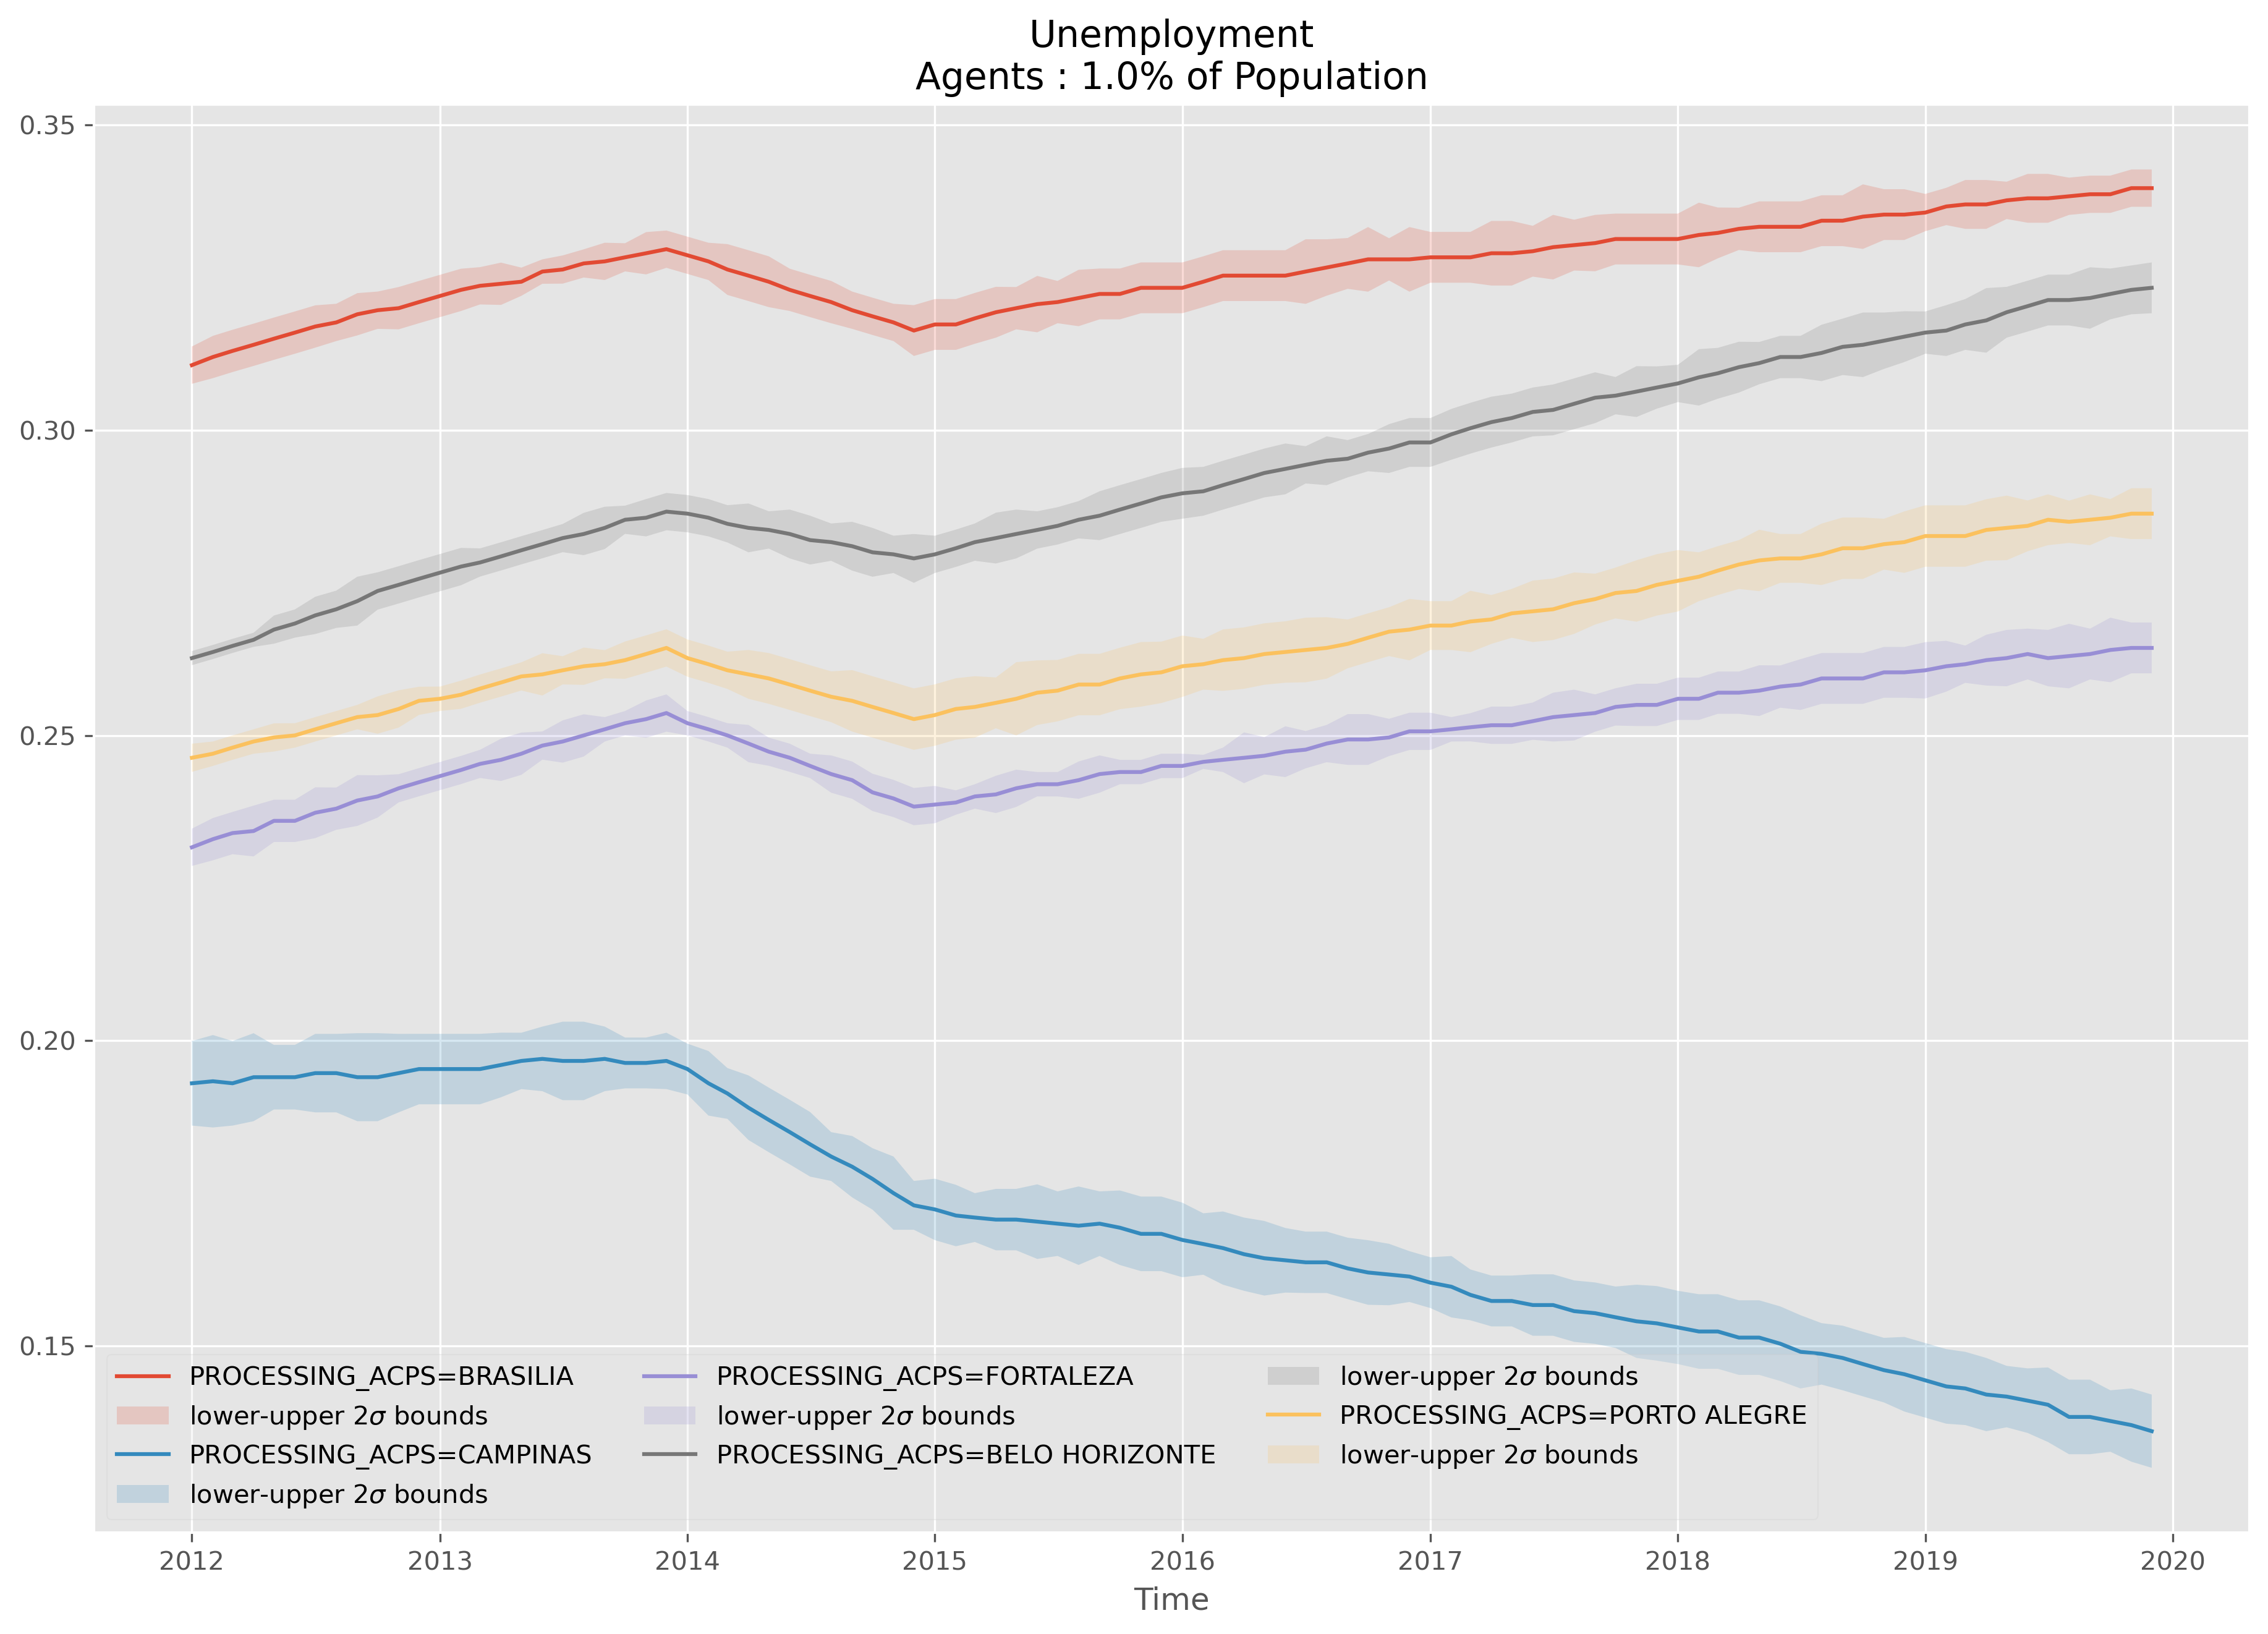 Unemployment
Agents : 1.0% of Population
0.35
0.30
0.25
0.20
0.15
PROCESSING_ACPS=BRASILIA
lower-upper 2σ bounds
PROCESSING_ACPS=CAMPINAS
lower-upper 2σ bounds
PROCESSING_ACPS=FORTALEZA
lower-upper 2σ bounds
PROCESSING_ACPS=BELO HORIZONTE
lower-upper 2σ bounds
PROCESSING_ACPS=PORTO ALEGRE
lower-upper 2σ bounds
2012 2013 2014 2015 2016 2017 2018 2019 2020
Time